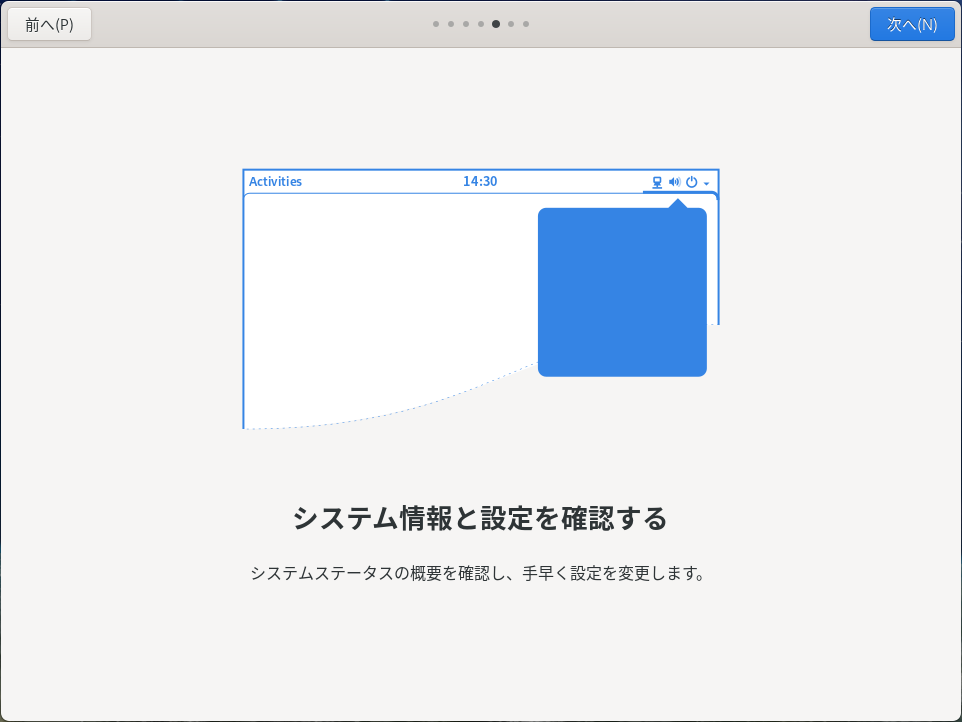 前へ(P)
次へ(N)
Activities
14:30
システム情報と設定を確認する
システムステータスの概要を確認し、手早く設定を変更します。